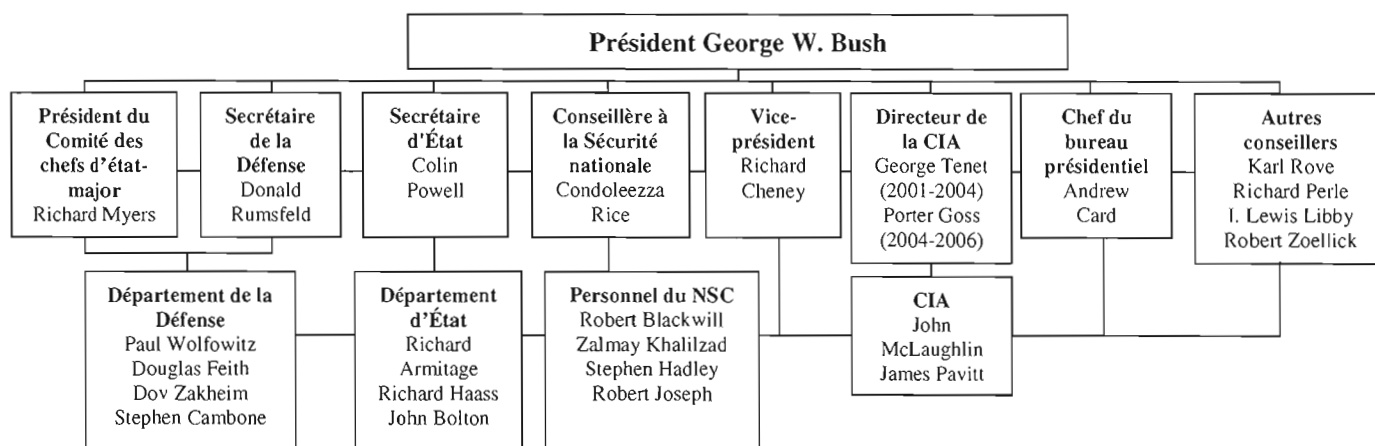 Président George W. Bush
Président du
Comité des
chefs d'état-
major
Richard Myers
Secrétaire
de la
Défense
Donald
Rumsfeld
Secrétaire
d'État
Colin
Powell
Conseillère à
la Sécurité
nationale
Condoleezza
Rice
Vice-
président
Richard
Cheney
Directeur de
la CIA
George Tenet
(2001-2004)
Porter Goss
(2004-2006)
Chef du
bureau
présidentiel
Andrew
Card
Autres
conseillers
Karl Rove
Richard Perle
I. Lewis Libby
Robert Zoellick
Département de la
Défense
Paul Wolfowitz
Douglas Feith
Dov Zakheim
Stephen Cambone
Département
d'État
Richard
Armitage
Richard Haass
John Bolton
Personnel du NSC
Robert Blackwill
Zalmay Khalilzad
Stephen Hadley
Robert Joseph
CIA
John
McLaughlin
James Pavitt